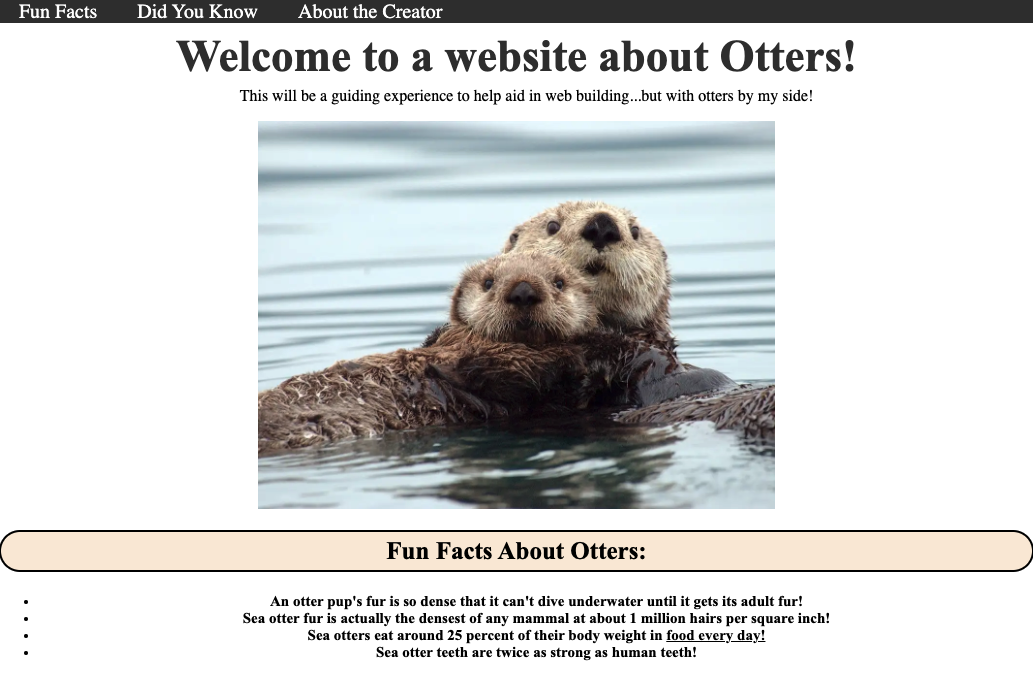 Fun Facts Did You Know About the Creator
Welcome to a website about Otters!
This will be a guiding experience to help aid in web building...but with otters by my side!
Fun Facts About Otters:
An otter pup's fur is so dense that it can't dive underwater until it gets its adult fur!
Sea otter fur is actually the densest of any mammal at about 1 million hairs per square inch!
Sea otters eat around 25 percent of their body weight in food every day!
Sea otter teeth are twice as strong as human teeth!